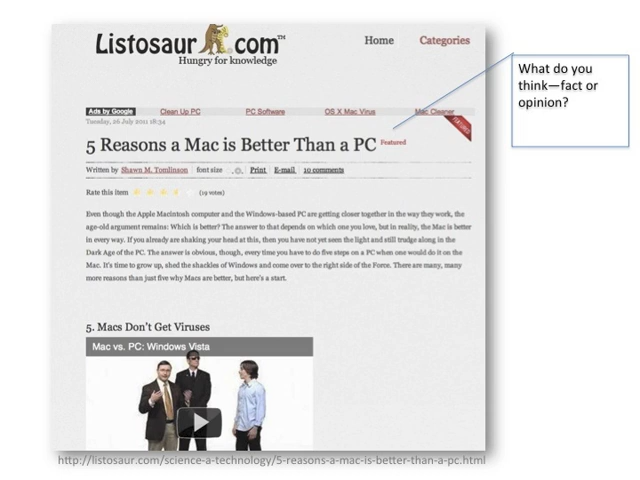 Listosaur.com™
Hungry for knowledge
Home
Categories
What do you
think—fact or
opinion?
Ads by Google Clean Up PC PC Software OS X Mac Virus Mac Cleaner
Tuesday, 26 July 2011 18:34
FEATURED
5 Reasons a Mac is Better Than a PC Featured
Written by Shawn M. Tomlinson font size Print E-mail 10 comments
Rate this item (19 votes)
Even though the Apple Macintosh computer and the Windows-based PC are getting closer together in the way they work, the
age-old argument remains: Which is better? The answer to that depends on which one you love, but in reality, the Mac is better
in every way. If you already are shaking your head at this, then you have not yet seen the light and still trudge along in the
Dark Age of the PC. The answer is obvious, though, every time you have to do five steps on a PC when one would do it on the
Mac. It's time to grow up, shed the shackles of Windows and come over to the right side of the Force. There are many, many
more reasons than just five why Macs are better, but here's a start.
5. Macs Don't Get Viruses
Mac vs. PC: Windows Vista
http://listosaur.com/science-a-technology/5-reasons-a-mac-is-better-than-a-pc.html